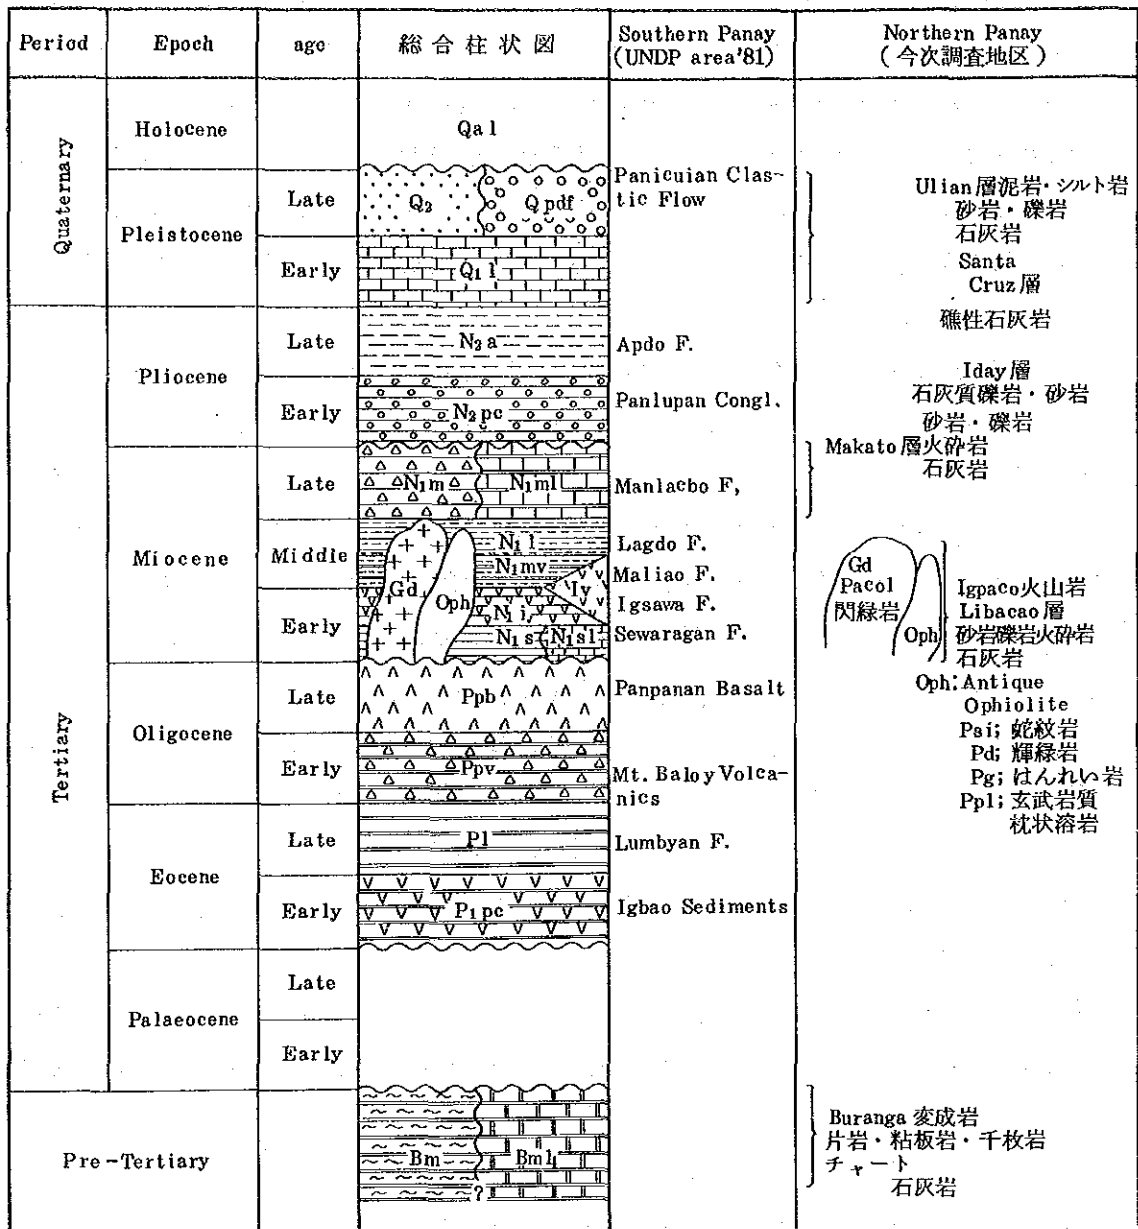 Period
Epoch
age
総合柱状図
Southern Panay
(UNDP area'81)
Northern Panay
(今次調査地区)
Quaternary
Holocene
Qal
Pleistocene
Late
Q2
Qpdf
Panicuian Clas-
tic Flow
Early
Q1 l
Ulian層泥岩・シルト岩
砂岩・礫岩
石灰岩
Santa
Cruz層
礁性石灰岩
Tertiary
Pliocene
Late
N2 a
Apdo F.
Early
N2 pc
Panlupan Congl.
Iday層
石灰質礫岩・砂岩
砂岩・礫岩
Miocene
Late
N1m
N1ml
Manlacbo F,
Makato層火砕岩
石灰岩
Middle
N1 l
Lagdo F.
N1mv
Maliao F.
Gd
Oph
Iv
Early
N1 i
Igsawa F.
N1 s
N1sl
Sewaragan F.
Gd
Pacol
閃緑岩
Oph
Igpaco火山岩
Libacao層
砂岩礫岩火砕岩
石灰岩
Oph:Antique
Ophiolite
Psi; 蛇紋岩
Pd; 輝緑岩
Pg; はんれい岩
Ppl; 玄武岩質
枕状溶岩
Oligocene
Late
Ppb
Panpanan Basalt
Early
Ppv
Mt. Baloy Volca-
nics
Eocene
Late
Pl
Lumbyan F.
Early
P1 pc
Igbao Sediments
Palaeocene
Late
Early
Pre-Tertiary
Bm
Bml
?
Buranga 変成岩
片岩・粘板岩・千枚岩
チャート
石灰岩